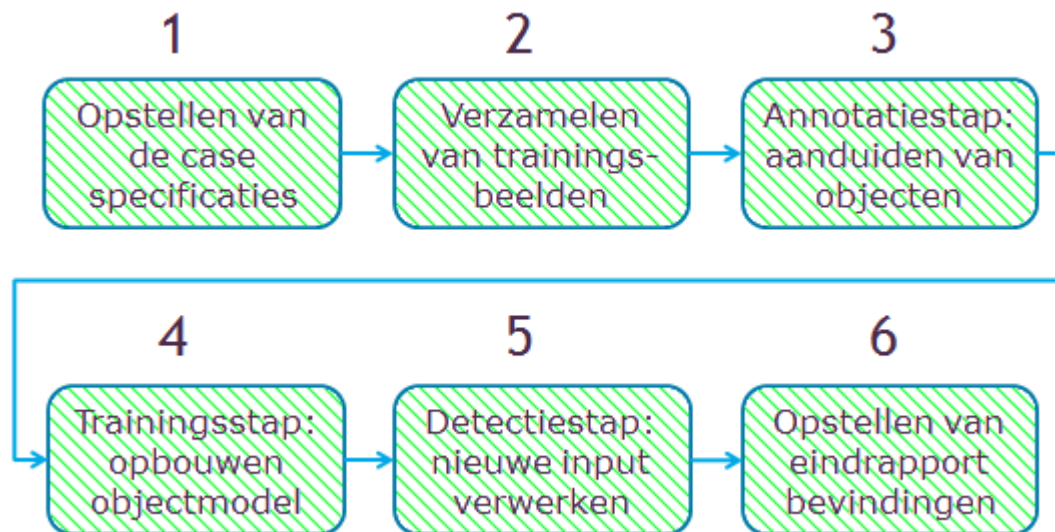 1
2
3
Opstellen van
de case
specificaties
Verzamelen
van trainings-
beelden
Annotatiestap:
aanduiden van
objecten
4
5
6
Trainingsstap:
opbouwen
objectmodel
Detectiestap:
nieuwe input
verwerken
Opstellen van
eindrapport
bevindingen